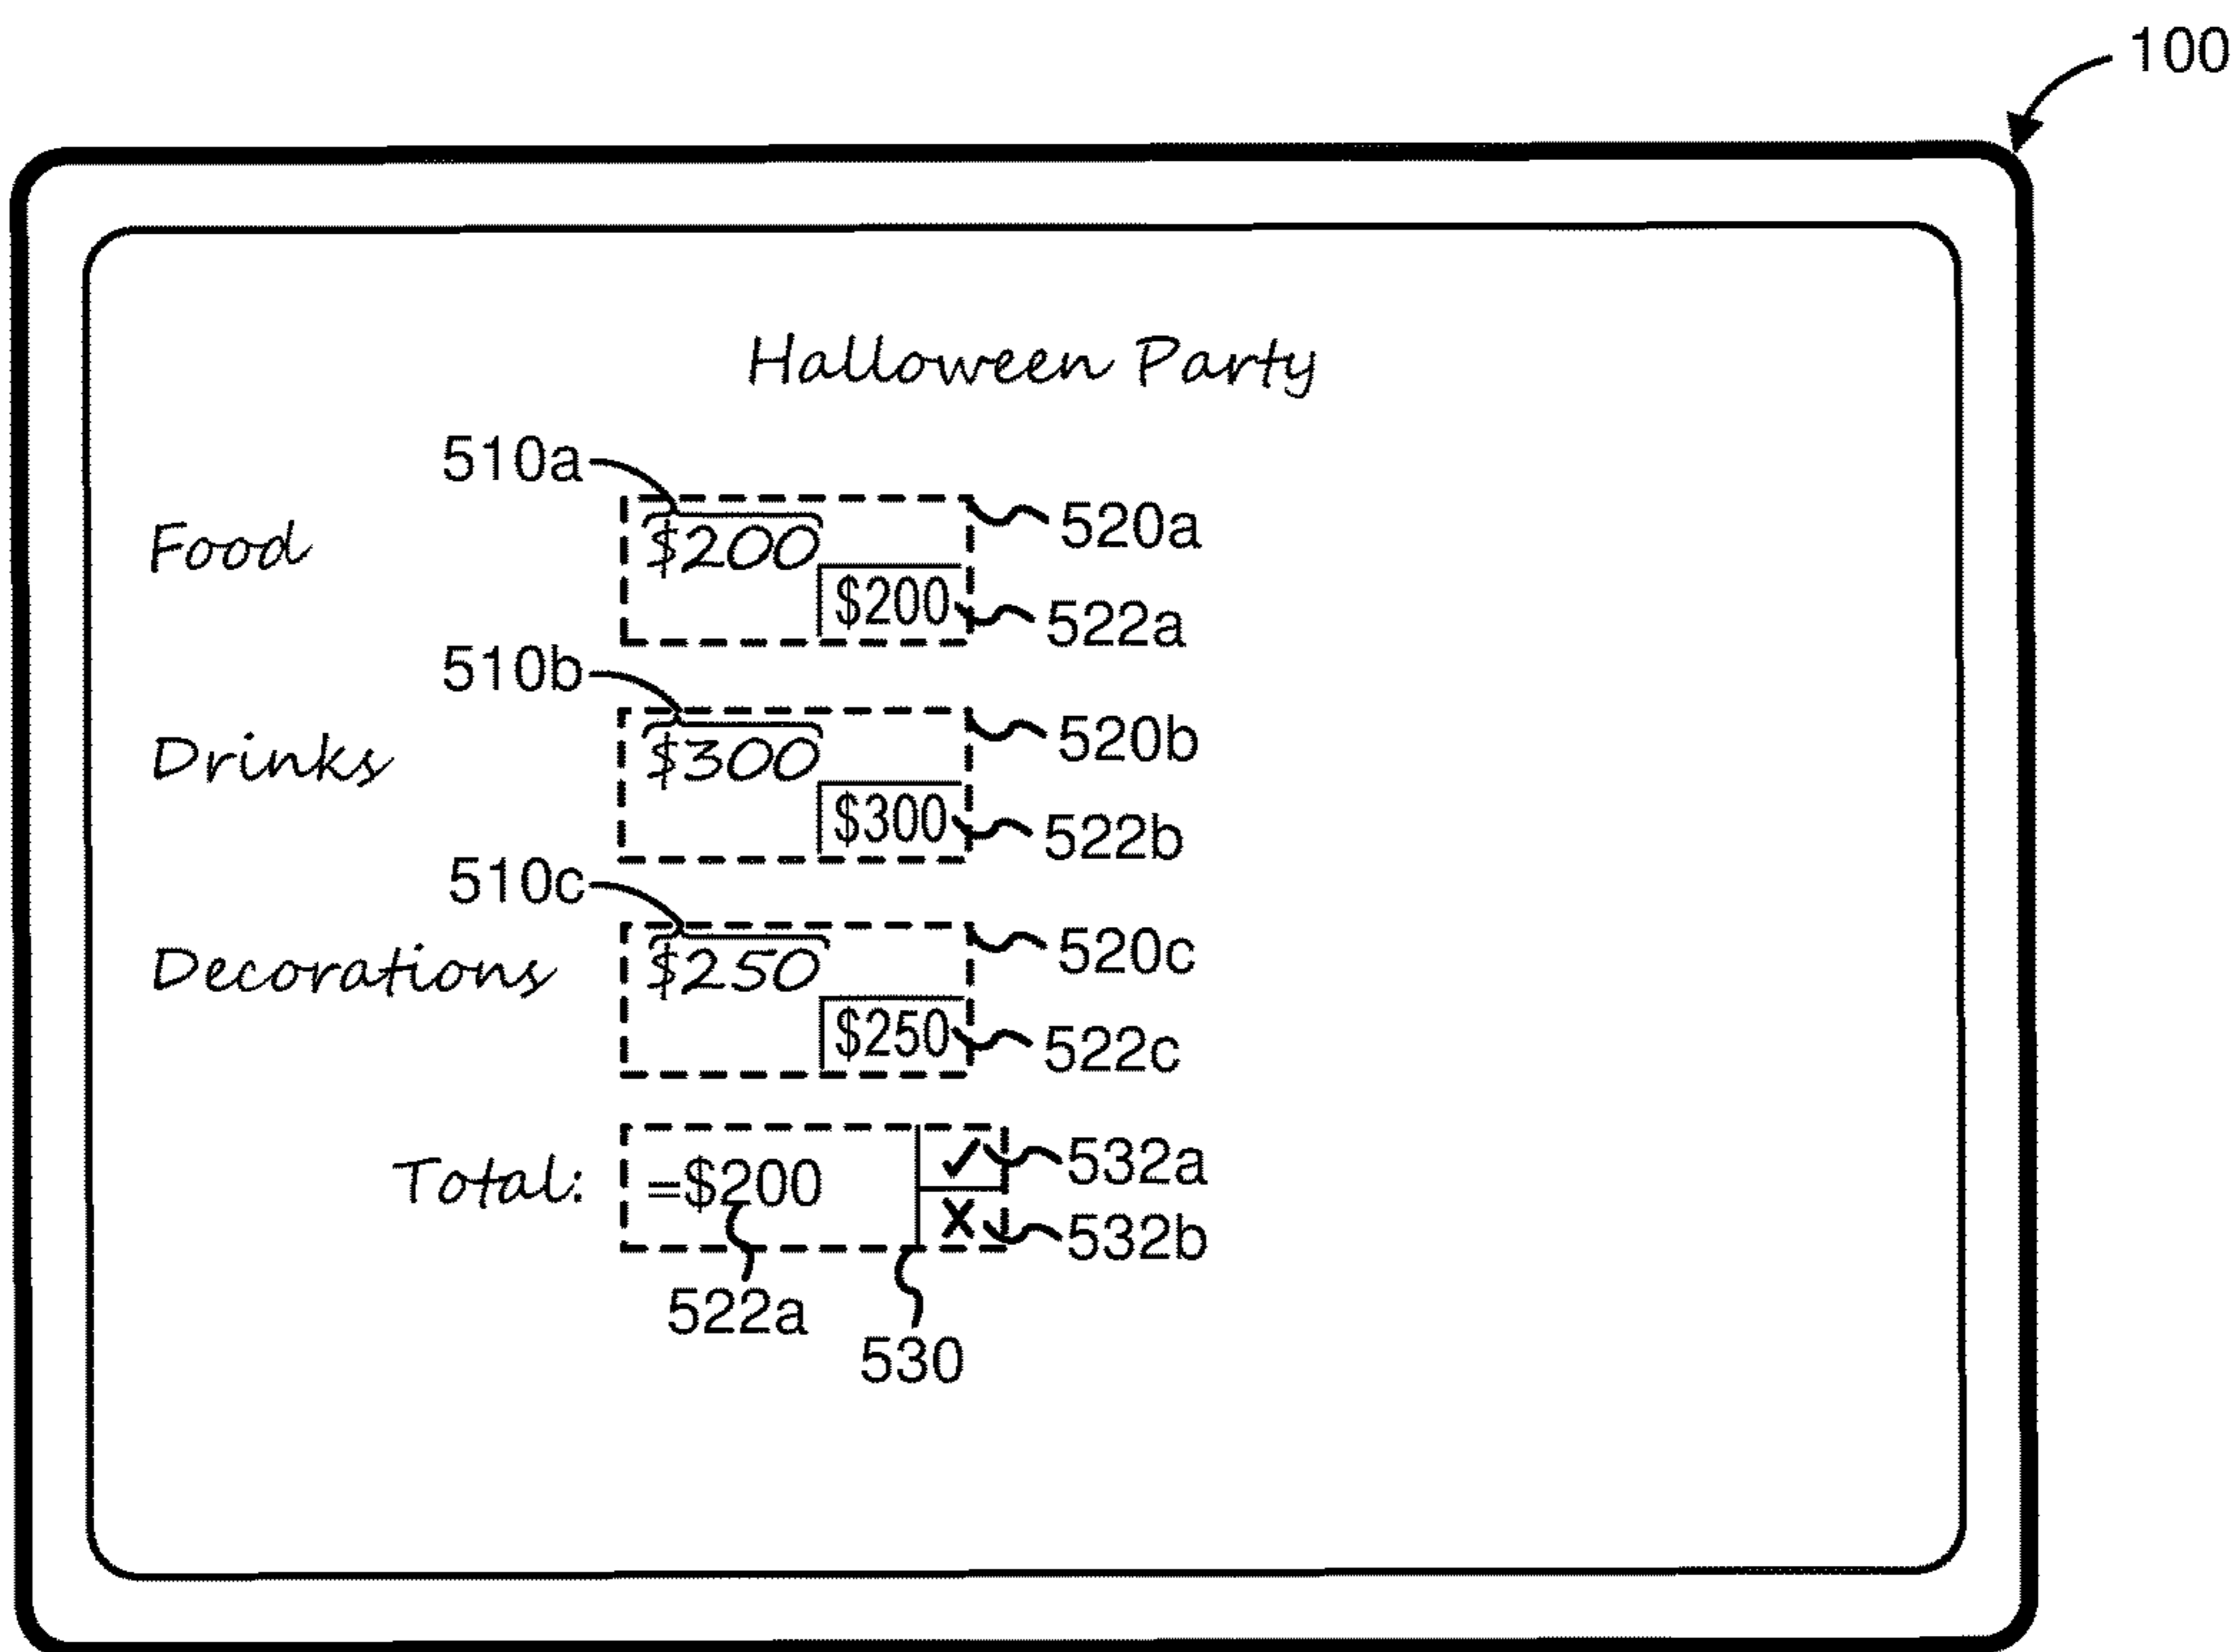 100
Halloween Party
510a
Food $200 520a
$200 522a
510b
Drinks $300 520b
$300 522b
510c
Decorations $250 520c
$250 522c
Total: =$200 ✓ 532a
X 532b
522a
530